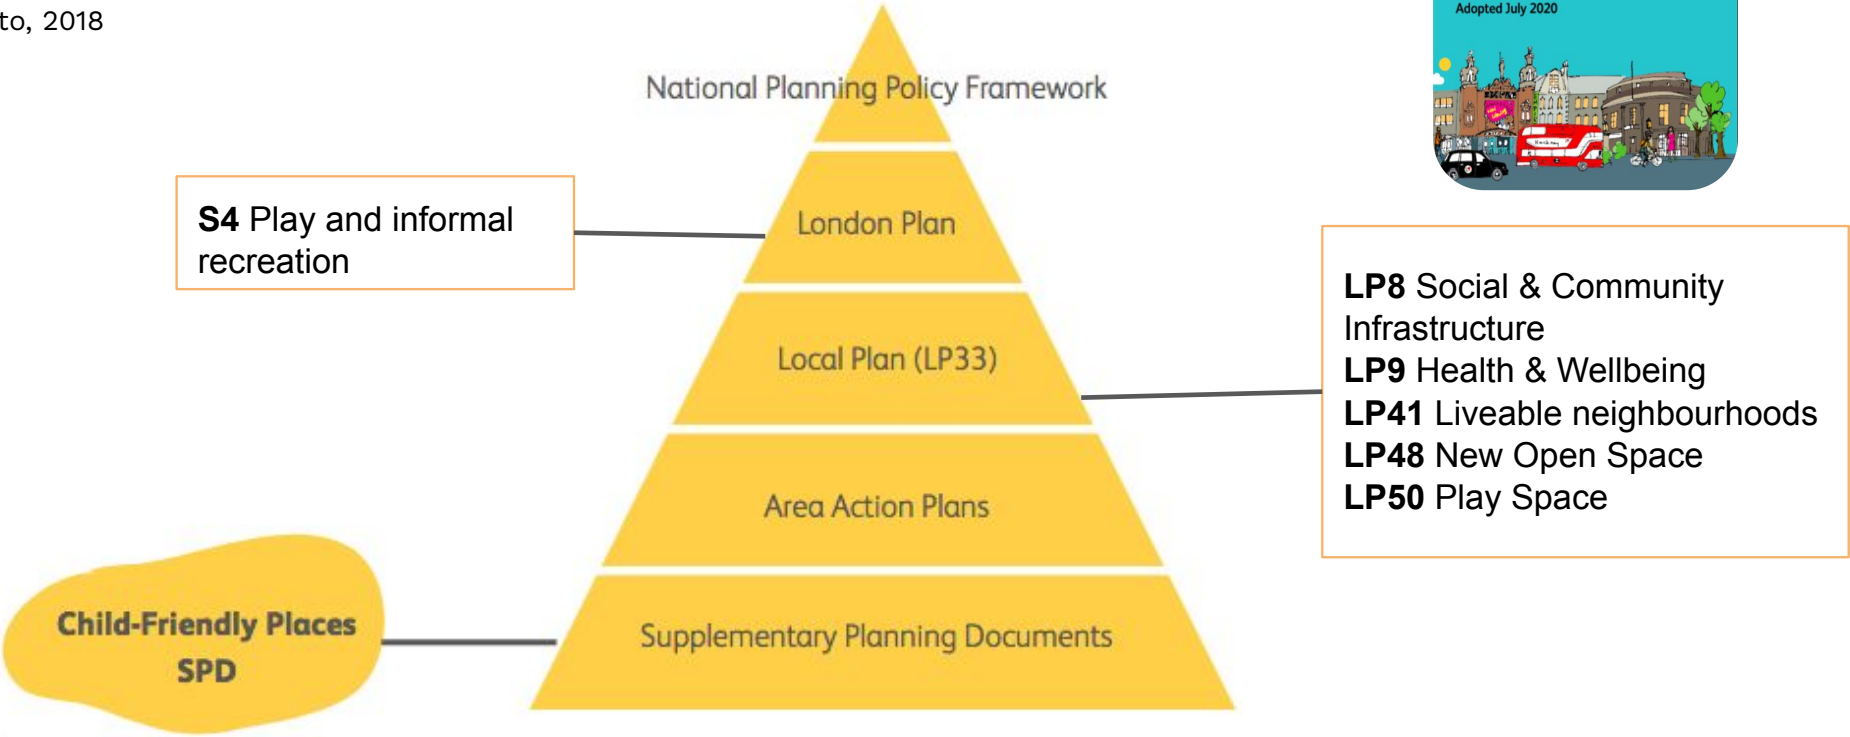 to, 2018
Adopted July 2020
National Planning Policy Framework
S4 Play and informal
recreation
London Plan
LP8 Social & Community
Infrastructure
LP9 Health & Wellbeing
LP41 Liveable neighbourhoods
LP48 New Open Space
LP50 Play Space
Local Plan (LP33)
Area Action Plans
Child-Friendly Places
SPD
Supplementary Planning Documents